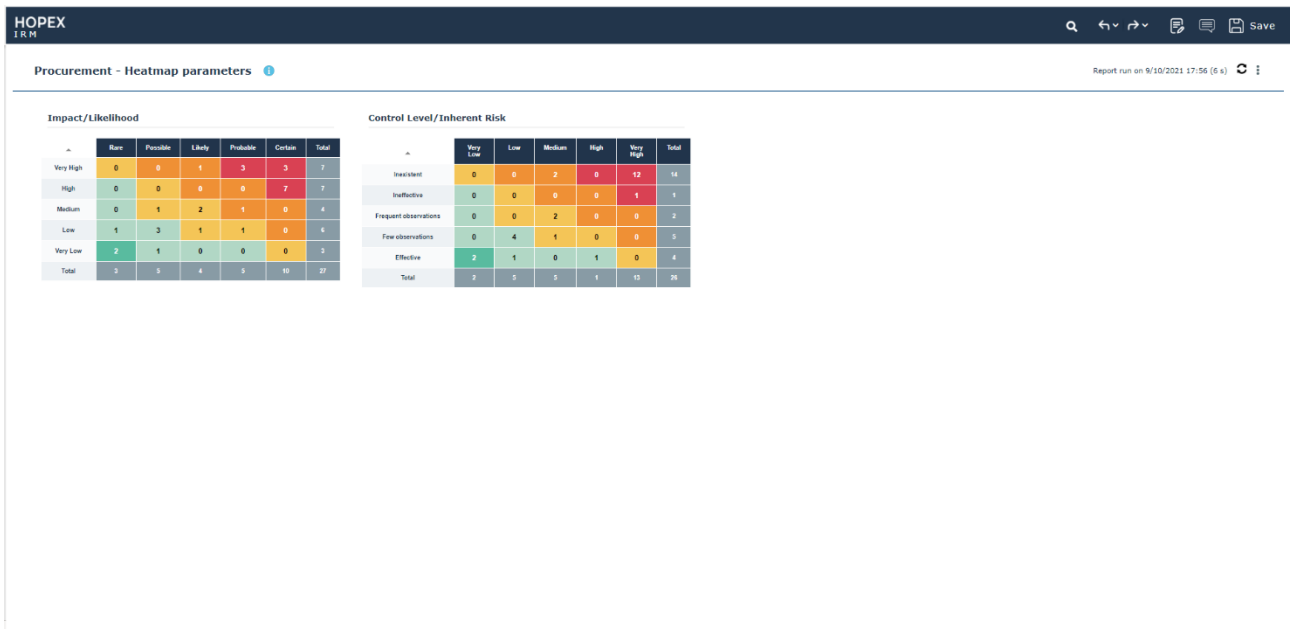 HOPEX
IRM
Save
Procurement - Heatmap parameters
Report run on 9/10/2021 17:56 (6 s)
Impact/Likelihood
Rare Possible Likely Probable Certain Total
Very High 0 0 1 3 3 7
High 0 0 0 0 7 7
Medium 0 1 2 1 0 4
Low 1 3 1 1 0 6
Very Low 2 1 0 0 0 3
Total 3 5 4 5 10 27
Control Level/Inherent Risk
Very Low Low Medium High Very High Total
Inexistent 0 0 2 0 12 14
Ineffective 0 0 0 0 1 1
Frequent observations 0 0 2 0 0 2
Few observations 0 4 1 0 0 5
Effective 2 1 0 1 0 4
Total 2 5 5 1 13 26